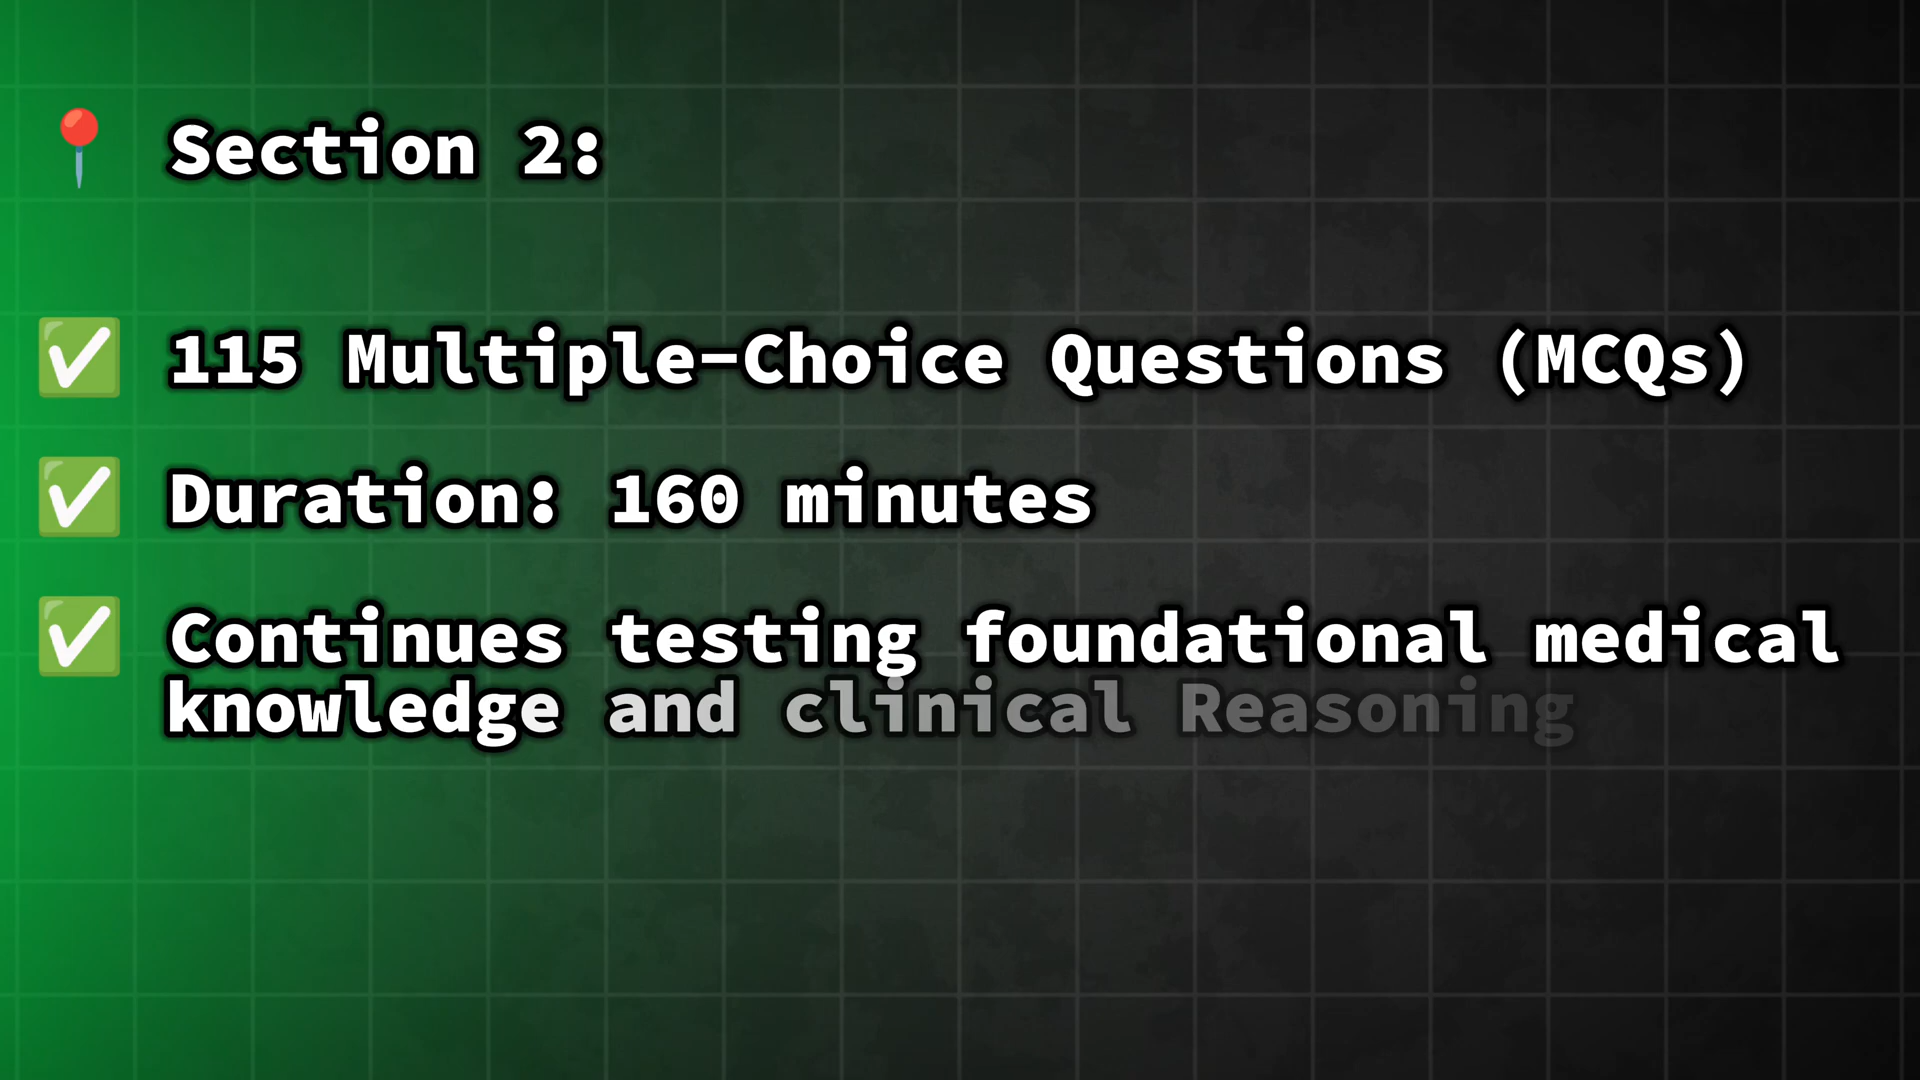 📍 Section 2:
✅ 115 Multiple-Choice Questions (MCQs)
✅ Duration: 160 minutes
✅ Continues testing foundational medical
knowledge and clinical Reasoning